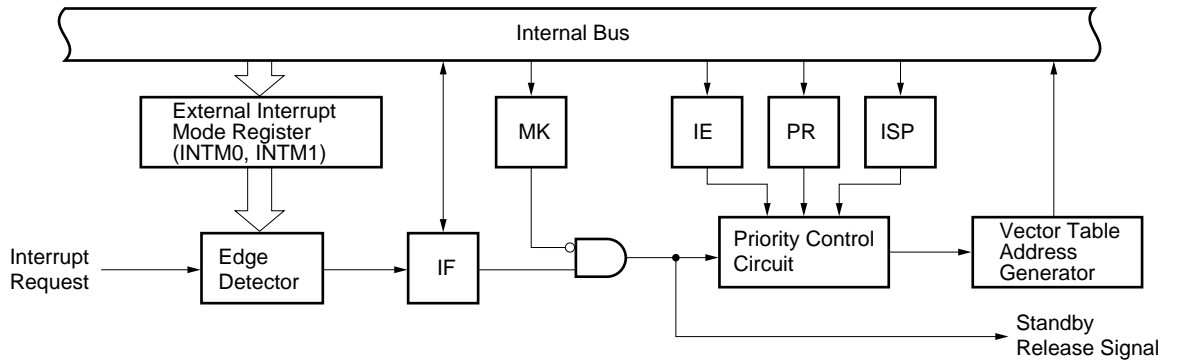 Internal Bus
External Interrupt
Mode Register
(INTM0, INTM1)
MK
IE
PR
ISP
Interrupt
Request
Edge
Detector
IF
Priority Control
Circuit
Vector Table
Address
Generator
Standby
Release Signal